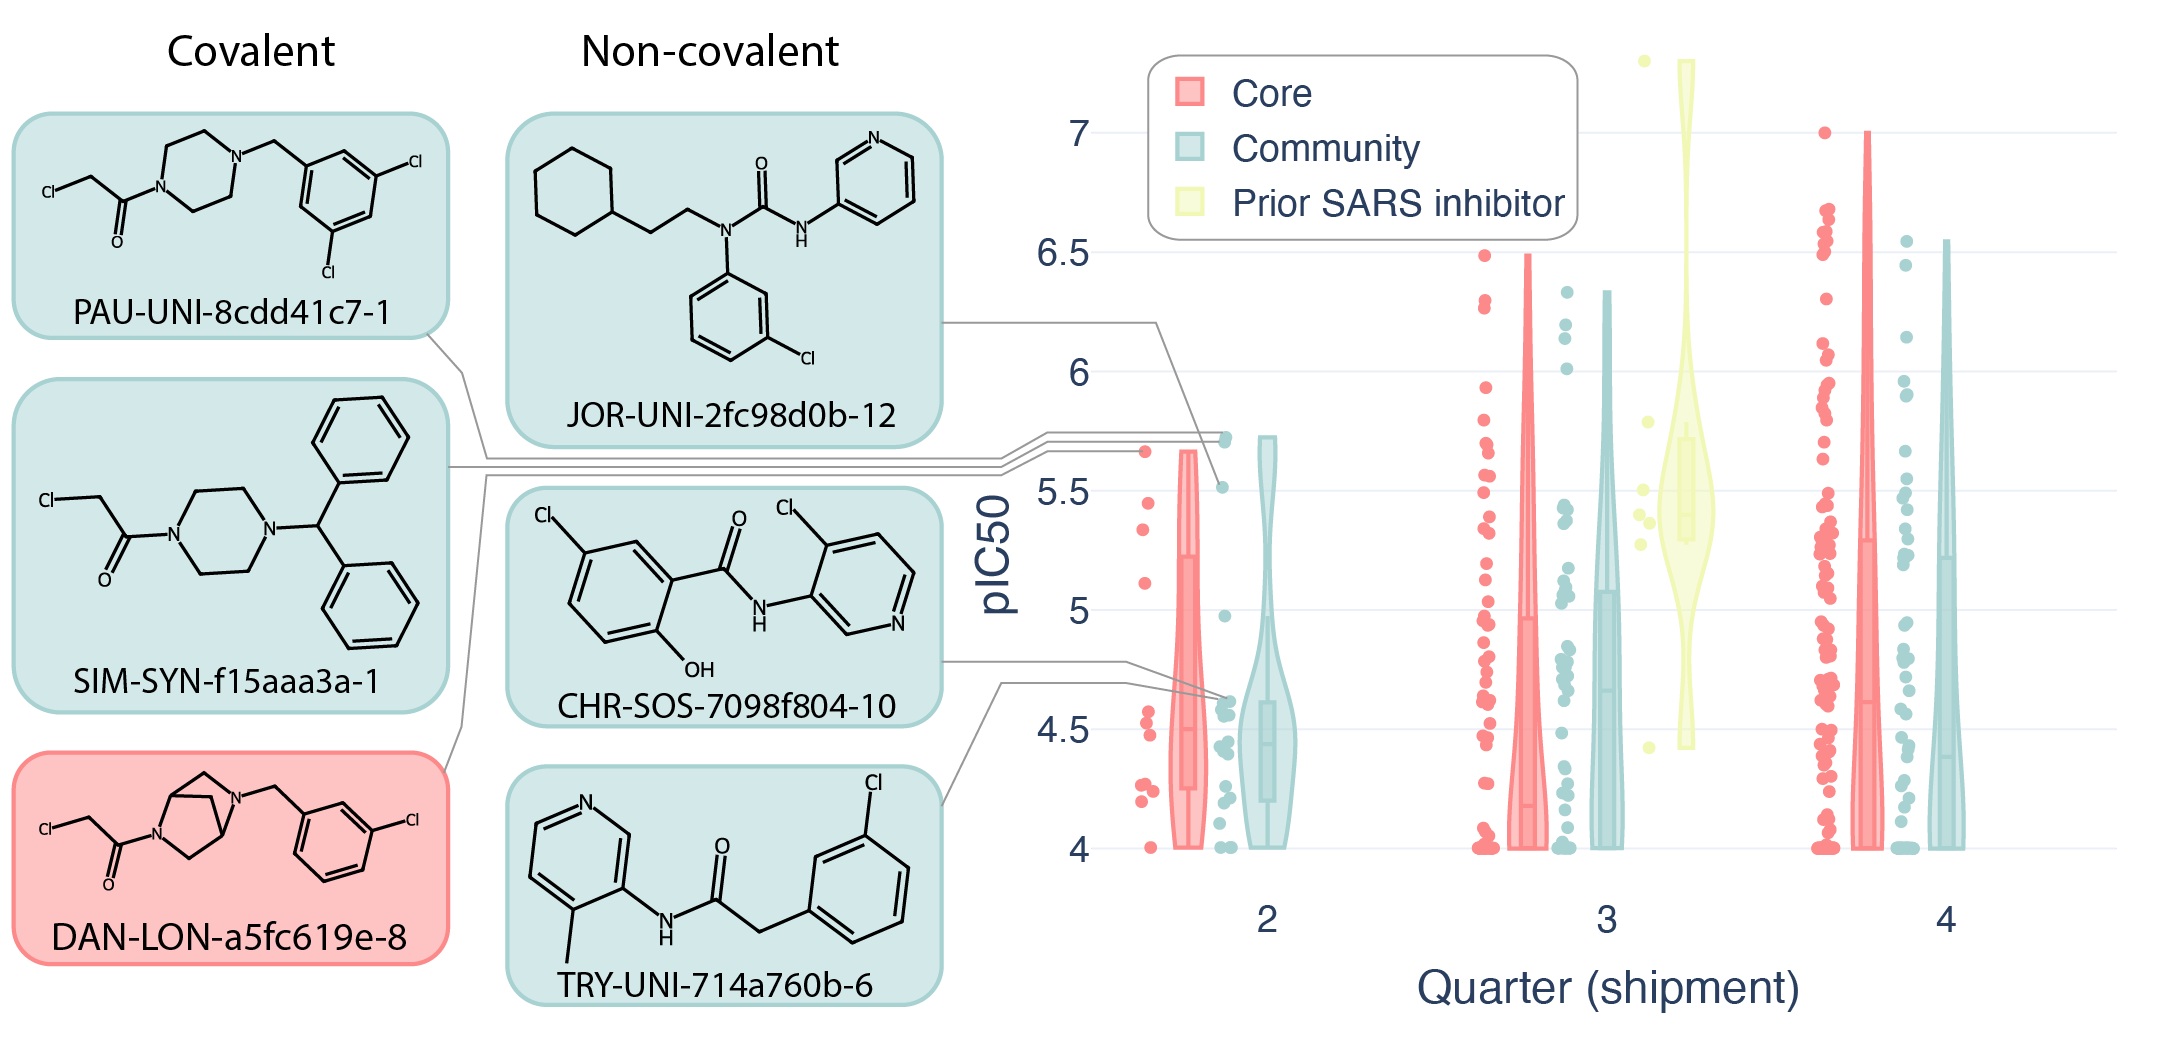 Covalent
Non-covalent
Cl
N
O
N
Cl
Cl
PAU-UNI-8cdd41c7-1
Cl
O
N
N
SIM-SYN-f15aaa3a-1
Cl
O
N
N
Cl
DAN-LON-a5fc619e-8
N
O
N
N
H
Cl
JOR-UNI-2fc98d0b-12
Cl
O
Cl
N
H
N
OH
CHR-SOS-7098f804-10
N
Cl
O
N
H
TRY-UNI-714a760b-6
Core
Community
Prior SARS inhibitor
pIC50
7
6.5
6
5.5
5
4.5
4
2
3
4
Quarter (shipment)